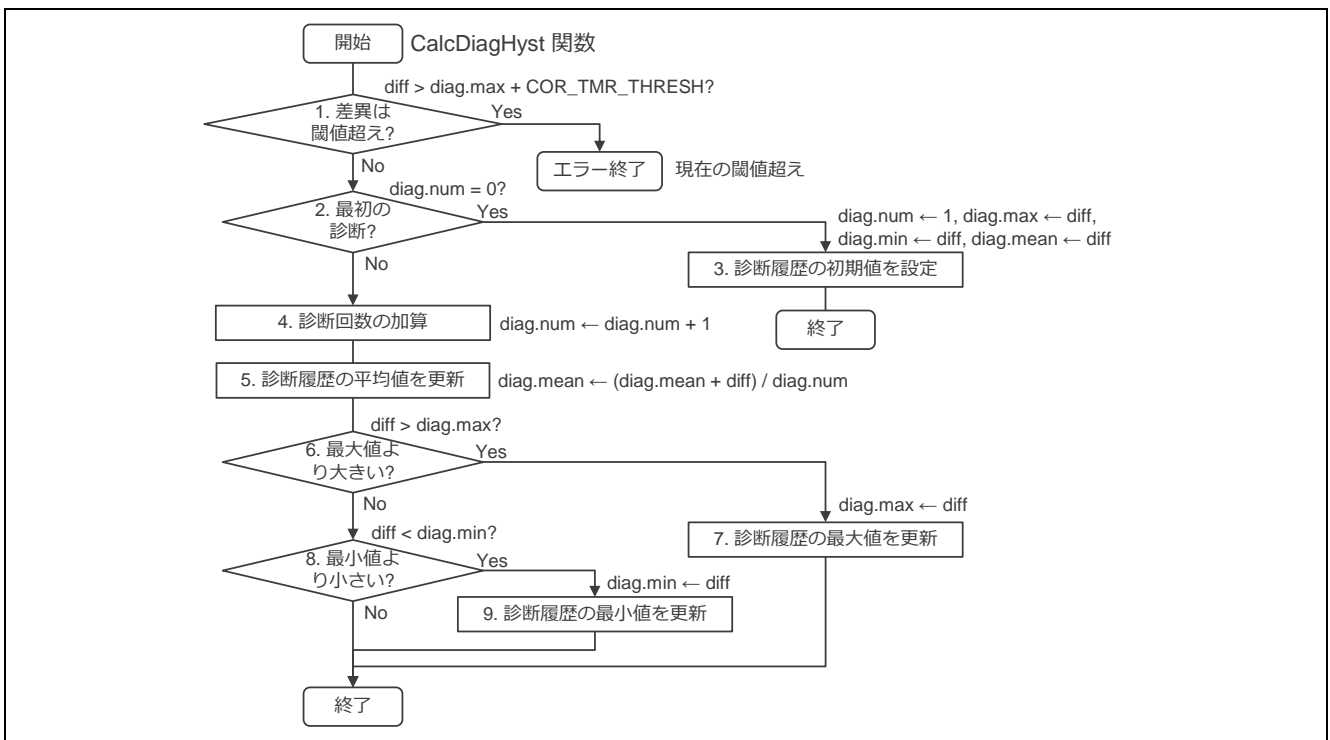 開始
CalcDiagHyst 関数
diff > diag.max + COR_TMR_THRESH?
1. 差異は
閾値超え?
Yes
No
エラー終了
現在の閾値超え
diag.num = 0?
2. 最初の
診断?
Yes
No
diag.num ← 1, diag.max ← diff,
diag.min ← diff, diag.mean ← diff
3. 診断履歴の初期値を設定
終了
4. 診断回数の加算
diag.num ← diag.num + 1
5. 診断履歴の平均値を更新
diag.mean ← (diag.mean + diff) / diag.num
diff > diag.max?
6. 最大値よ
り大きい?
Yes
No
diag.max ← diff
7. 診断履歴の最大値を更新
diff < diag.min?
8. 最小値よ
り小さい?
Yes
No
diag.min ← diff
9. 診断履歴の最小値を更新
終了